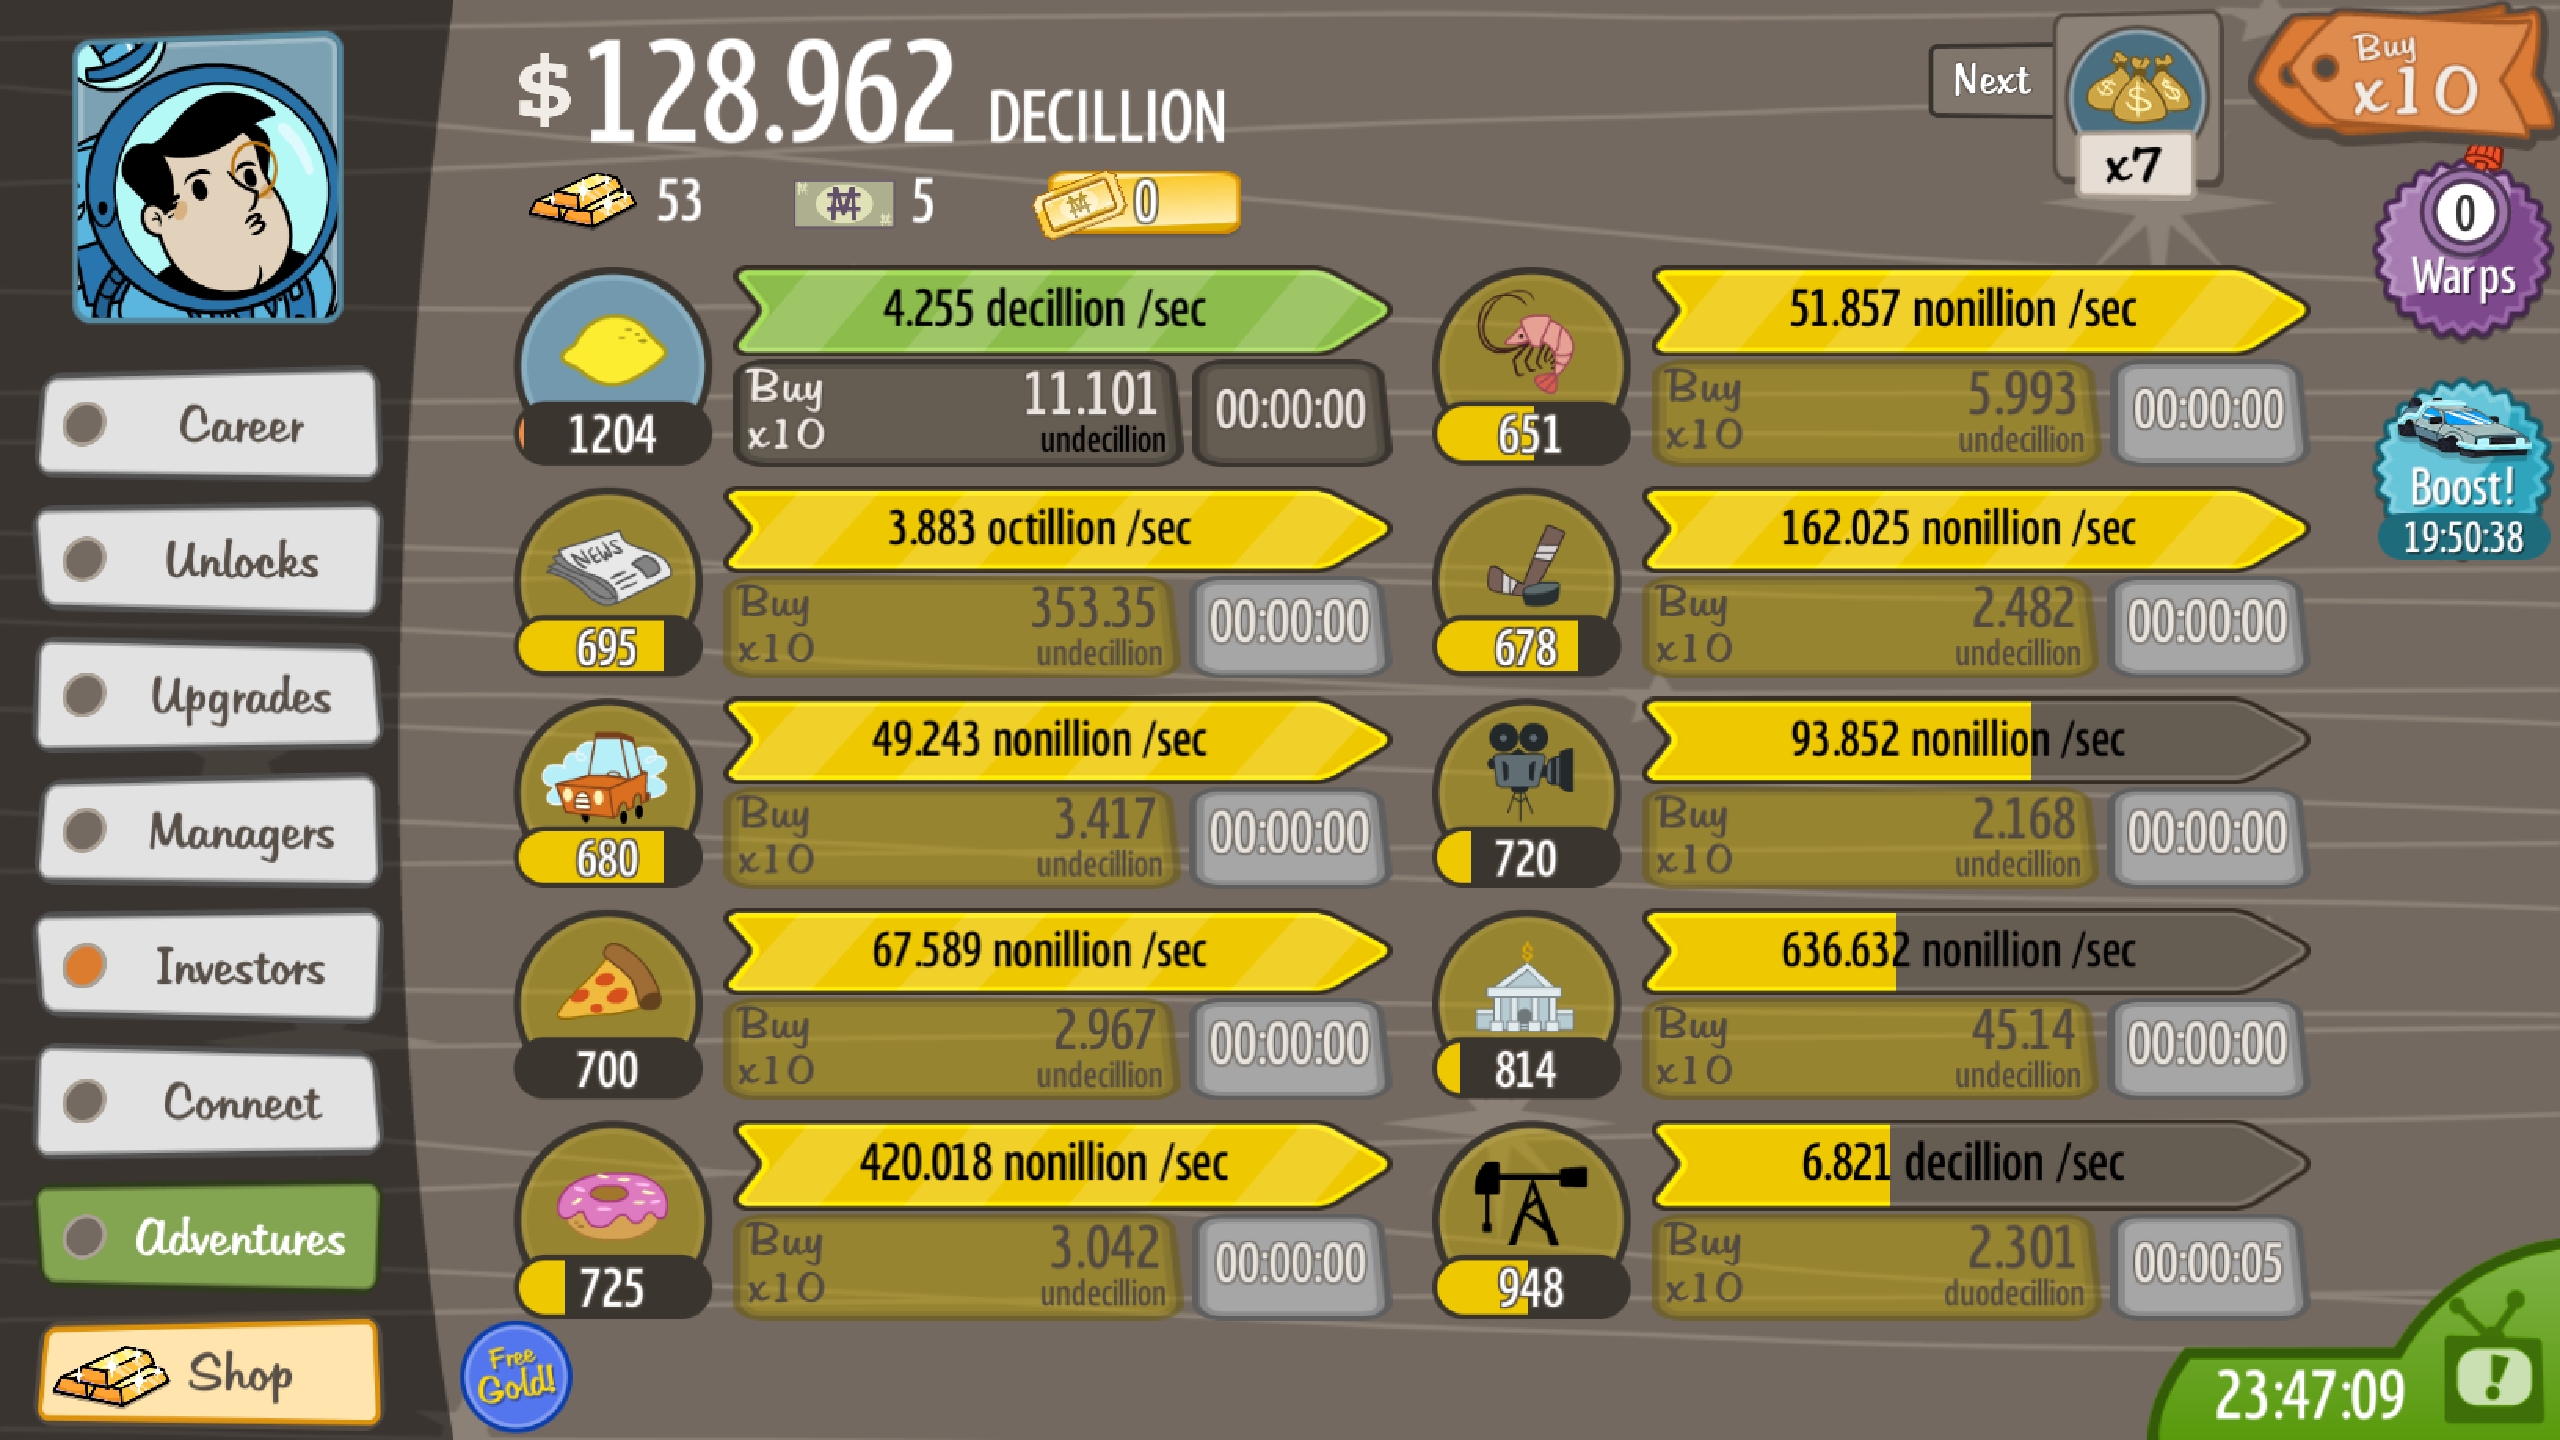 $128.962 DECILLION
53
5
0
Next
x7
Buy
x10
0
Warps
Boost!
19:50:38
Career
Unlocks
Upgrades
Managers
Investors
Connect
Adventures
Shop
4.255 decillion /sec
1204
Buy
x10
11.101
undecillion
00:00:00
51.857 nonillion /sec
651
Buy
x10
5.993
undecillion
00:00:00
NEWS
3.883 octillion /sec
695
Buy
x10
353.35
undecillion
00:00:00
162.025 nonillion /sec
678
Buy
x10
2.482
undecillion
00:00:00
49.243 nonillion /sec
680
Buy
x10
3.417
undecillion
00:00:00
93.852 nonillion /sec
720
Buy
x10
2.168
undecillion
00:00:00
67.589 nonillion /sec
700
Buy
x10
2.967
undecillion
00:00:00
636.632 nonillion /sec
814
Buy
x10
45.14
undecillion
00:00:00
420.018 nonillion /sec
725
Buy
x10
3.042
undecillion
00:00:00
6.821 decillion /sec
948
Buy
x10
2.301
duodecillion
00:00:05
Free
Gold!
23:47:09